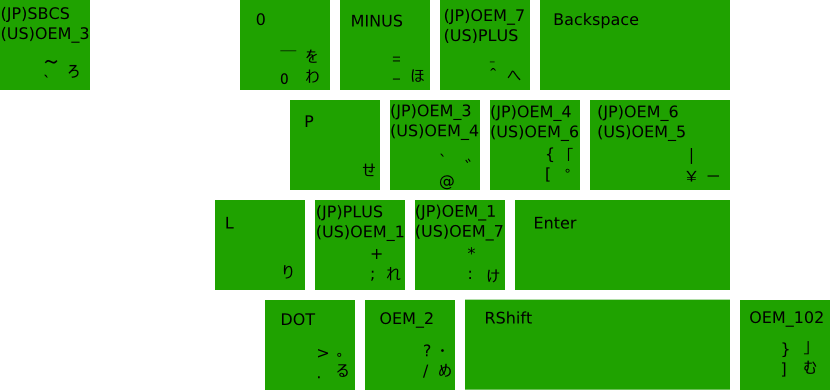 (JP)SBCS
(US)OEM_3
~
、 ろ
0
￣ を
0 わ
MINUS
=
– ほ
(JP)OEM_7
(US)PLUS
–
^ へ
Backspace
P
せ
(JP)OEM_3
(US)OEM_4
` 〃
@
(JP)OEM_4
(US)OEM_6
{ 「
[ °
(JP)OEM_6
(US)OEM_5
|
¥ ー
L
り
(JP)PLUS
(US)OEM_1
+
; れ
(JP)OEM_1
(US)OEM_7
*
: け
Enter
DOT
> 。
. る
OEM_2
? ・
/ め
RShift
OEM_102
} 」
] む